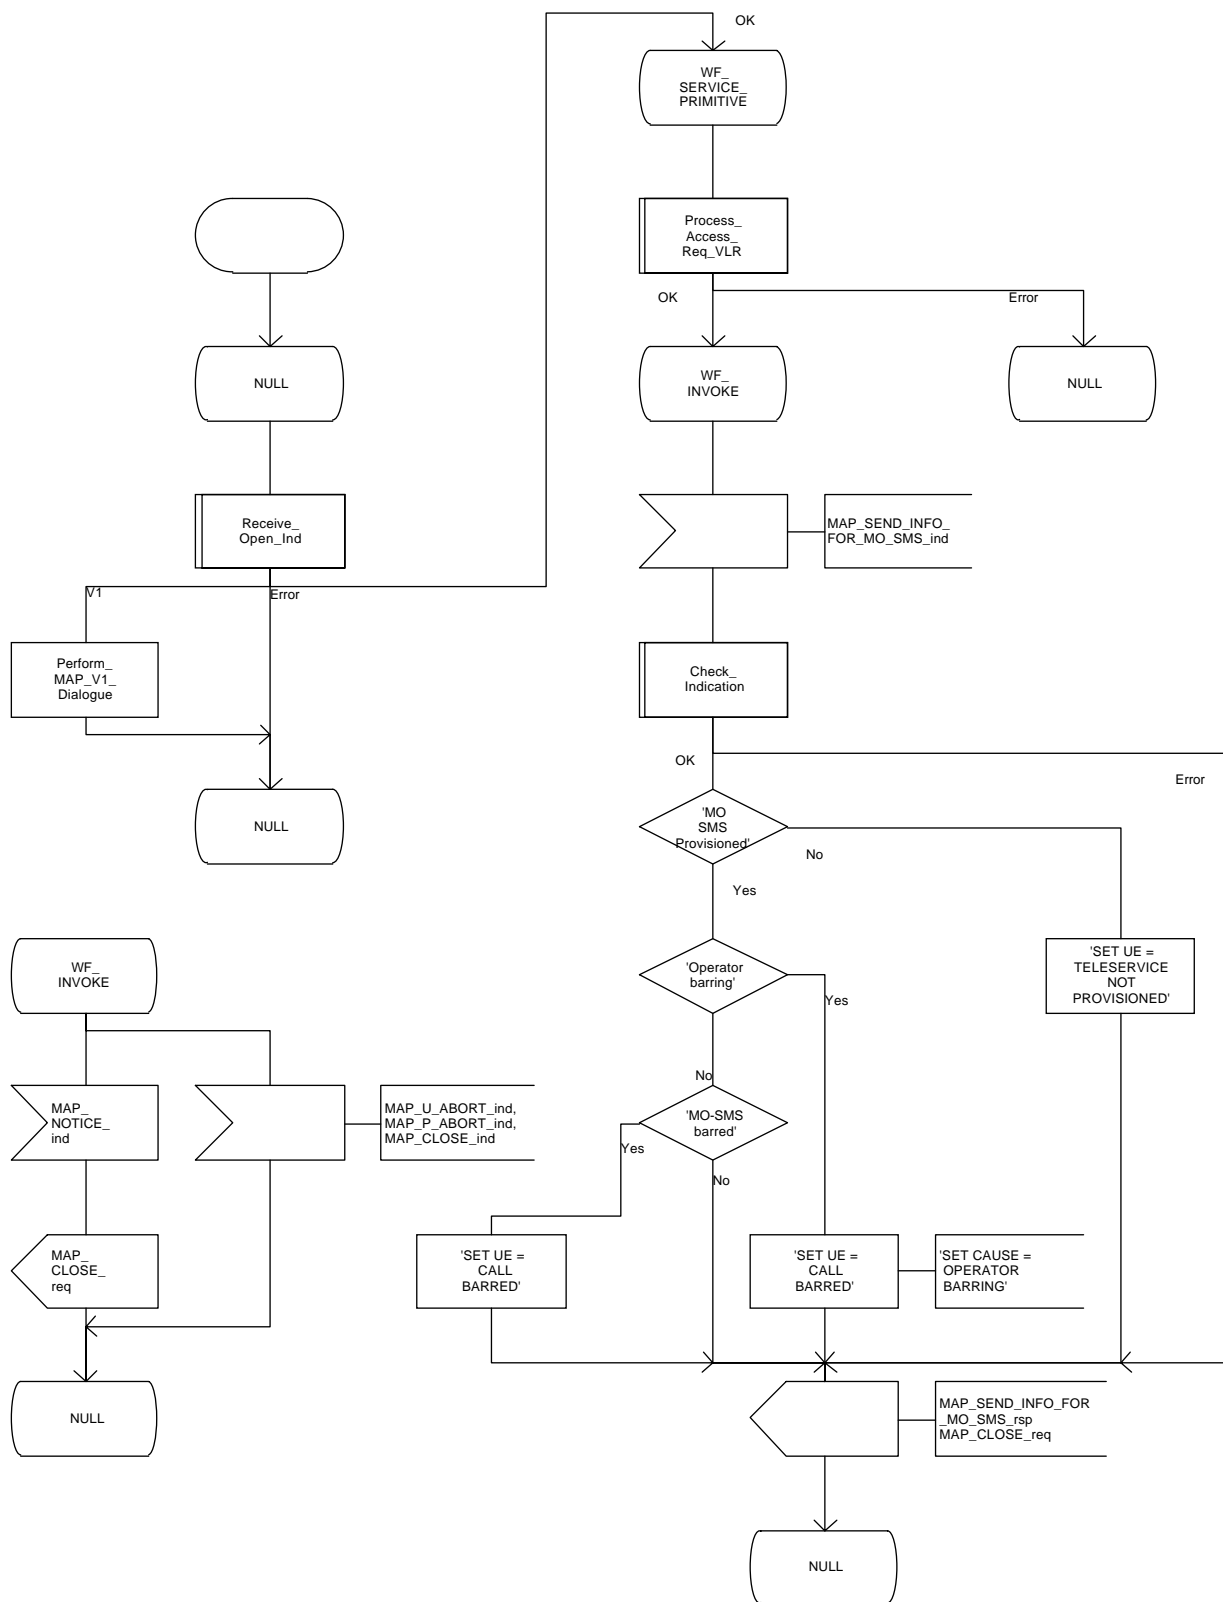 OK
WF_
SERVICE_
PRIMITIVE
Process_
Access_
Req_VLR
OK
Error
NULL
WF_
INVOKE
NULL
Receive_
Open_Ind
MAP_SEND_INFO_
FOR_MO_SMS_ind
V1
Error
Perform_
MAP_V1_
Dialogue
Check_
Indication
OK
Error
NULL
'MO
SMS
Provisioned'
No
Yes
WF_
INVOKE
'Operator
barring'
Yes
'SET UE =
TELESERVICE
NOT
PROVISIONED'
No
MAP_
NOTICE_
ind
MAP_U_ABORT_ind,
MAP_P_ABORT_ind,
MAP_CLOSE_ind
'MO-SMS
barred'
Yes
No
MAP_
CLOSE_
req
'SET UE =
CALL
BARRED'
'SET UE =
CALL
BARRED'
'SET CAUSE =
OPERATOR
BARRING'
NULL
MAP_SEND_INFO_FOR
_MO_SMS_rsp
MAP_CLOSE_req
NULL